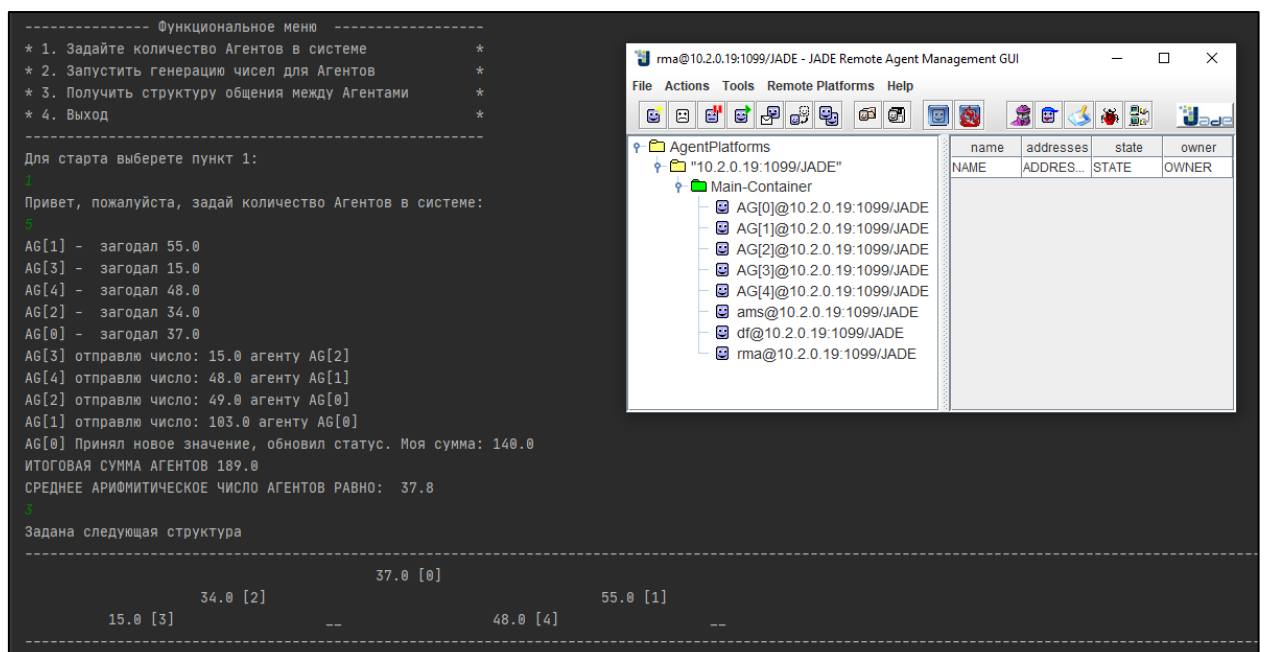 --------------- Функциональное меню ------------------
* 1. Задайте количество Агентов в системе *
* 2. Запустить генерацию чисел для Агентов *
* 3. Получить структуру общения между Агентами *
* 4. Выход *
------------------------------------------------------
Для старта выберете пункт 1:
1
Привет, пожалуйста, задай количество Агентов в системе:
5
AG[1] - загодал 55.0
AG[3] - загодал 15.0
AG[4] - загодал 48.0
AG[2] - загодал 34.0
AG[0] - загодал 37.0
AG[3] отправлю число: 15.0 агенту AG[2]
AG[4] отправлю число: 48.0 агенту AG[1]
AG[2] отправлю число: 49.0 агенту AG[0]
AG[1] отправлю число: 103.0 агенту AG[0]
AG[0] Принял новое значение, обновил статус. Моя сумма: 140.0
ИТОГОВАЯ СУММА АГЕНТОВ 189.0
СРЕДНЕЕ АРИФМИТИЧЕСКОЕ ЧИСЛО АГЕНТОВ РАВНО: 37.8
3
Задана следующая структура
37.0 [0]
34.0 [2] 55.0 [1]
15.0 [3] __ 48.0 [4] __
rma@10.2.0.19:1099/JADE - JADE Remote Agent Management GUI
File Actions Tools Remote Platforms Help
Jade
AgentPlatforms
"10.2.0.19:1099/JADE"
Main-Container
AG[0]@10.2.0.19:1099/JADE
AG[1]@10.2.0.19:1099/JADE
AG[2]@10.2.0.19:1099/JADE
AG[3]@10.2.0.19:1099/JADE
AG[4]@10.2.0.19:1099/JADE
ams@10.2.0.19:1099/JADE
df@10.2.0.19:1099/JADE
rma@10.2.0.19:1099/JADE
name addresses state owner
NAME ADDRES... STATE OWNER